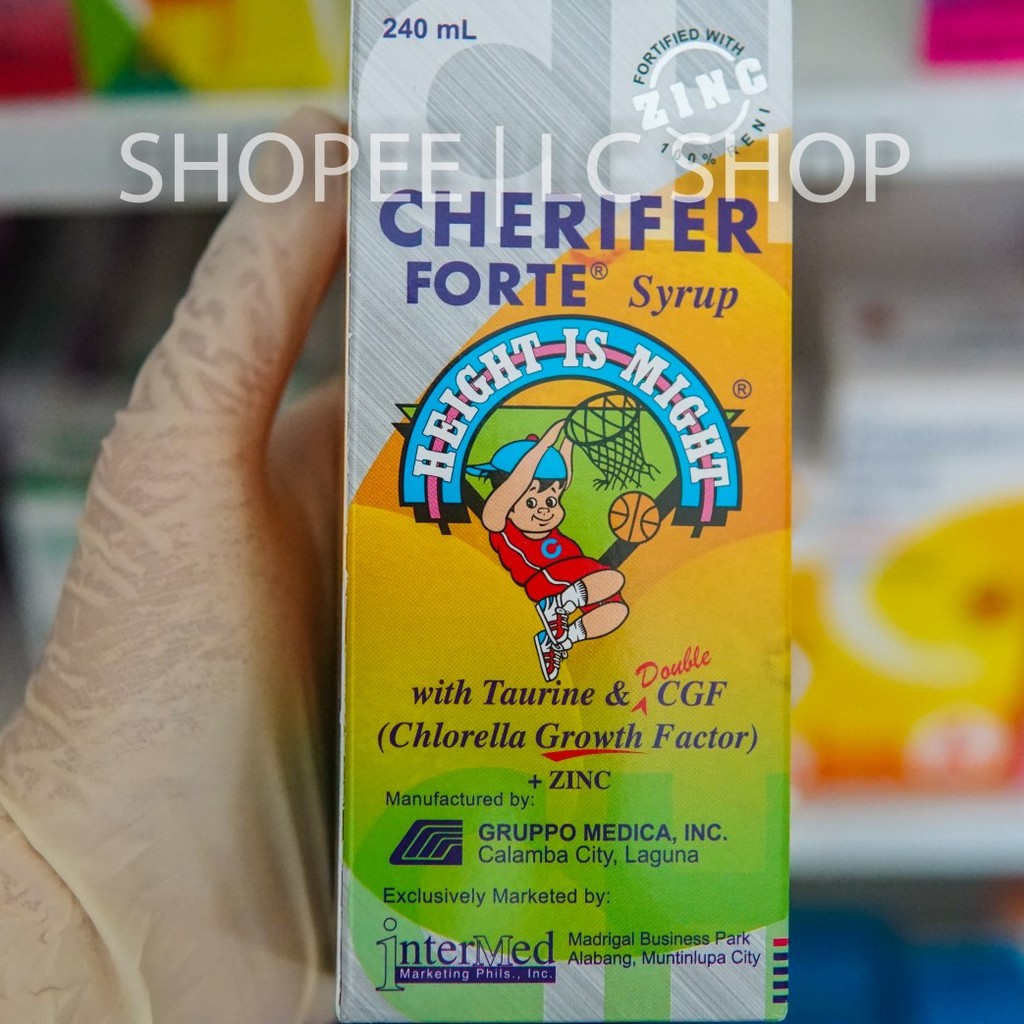 240 mL
FORTIFIED WITH
ZINC
100% RENI
SHOPEE | LC SHOP
CHERIFER
FORTE® Syrup
HEIGHT IS MIGHT ®
C
Double
with Taurine & CGF
(Chlorella Growth Factor)
+ ZINC
Manufactured by:
GRUPPO MEDICA, INC.
Calamba City, Laguna
Exclusively Marketed by:
interMed
Marketing Phils., Inc.
Madrigal Business Park
Alabang, Muntinlupa City